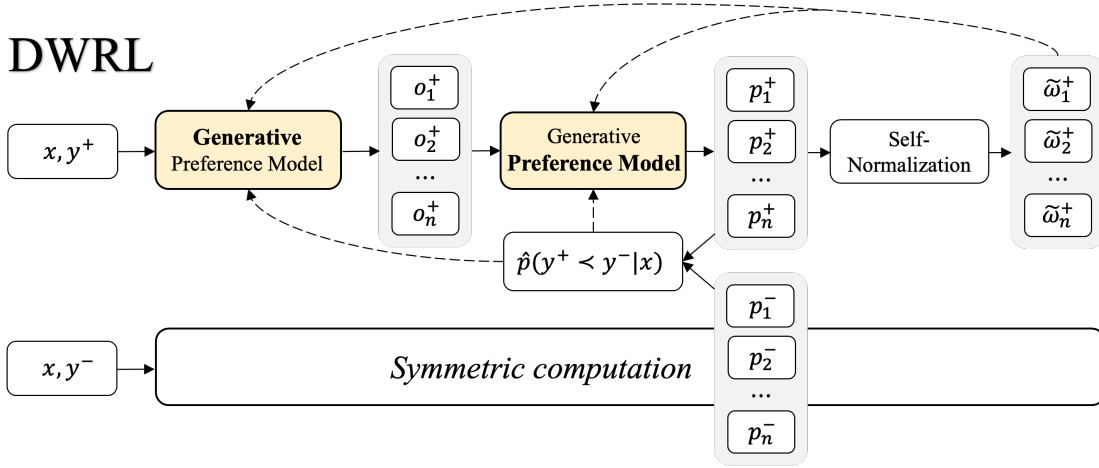 DWRL
x, y⁺
Generative
Preference Model
o₁⁺
o₂⁺
...
oₙ⁺
Generative
Preference Model
p₁⁺
p₂⁺
...
pₙ⁺
Self-
Normalization
ω̃₁⁺
ω̃₂⁺
...
ω̃ₙ⁺
p̂(y⁺ ≺ y⁻|x)
x, y⁻
Symmetric computation
p₁⁻
p₂⁻
...
pₙ⁻